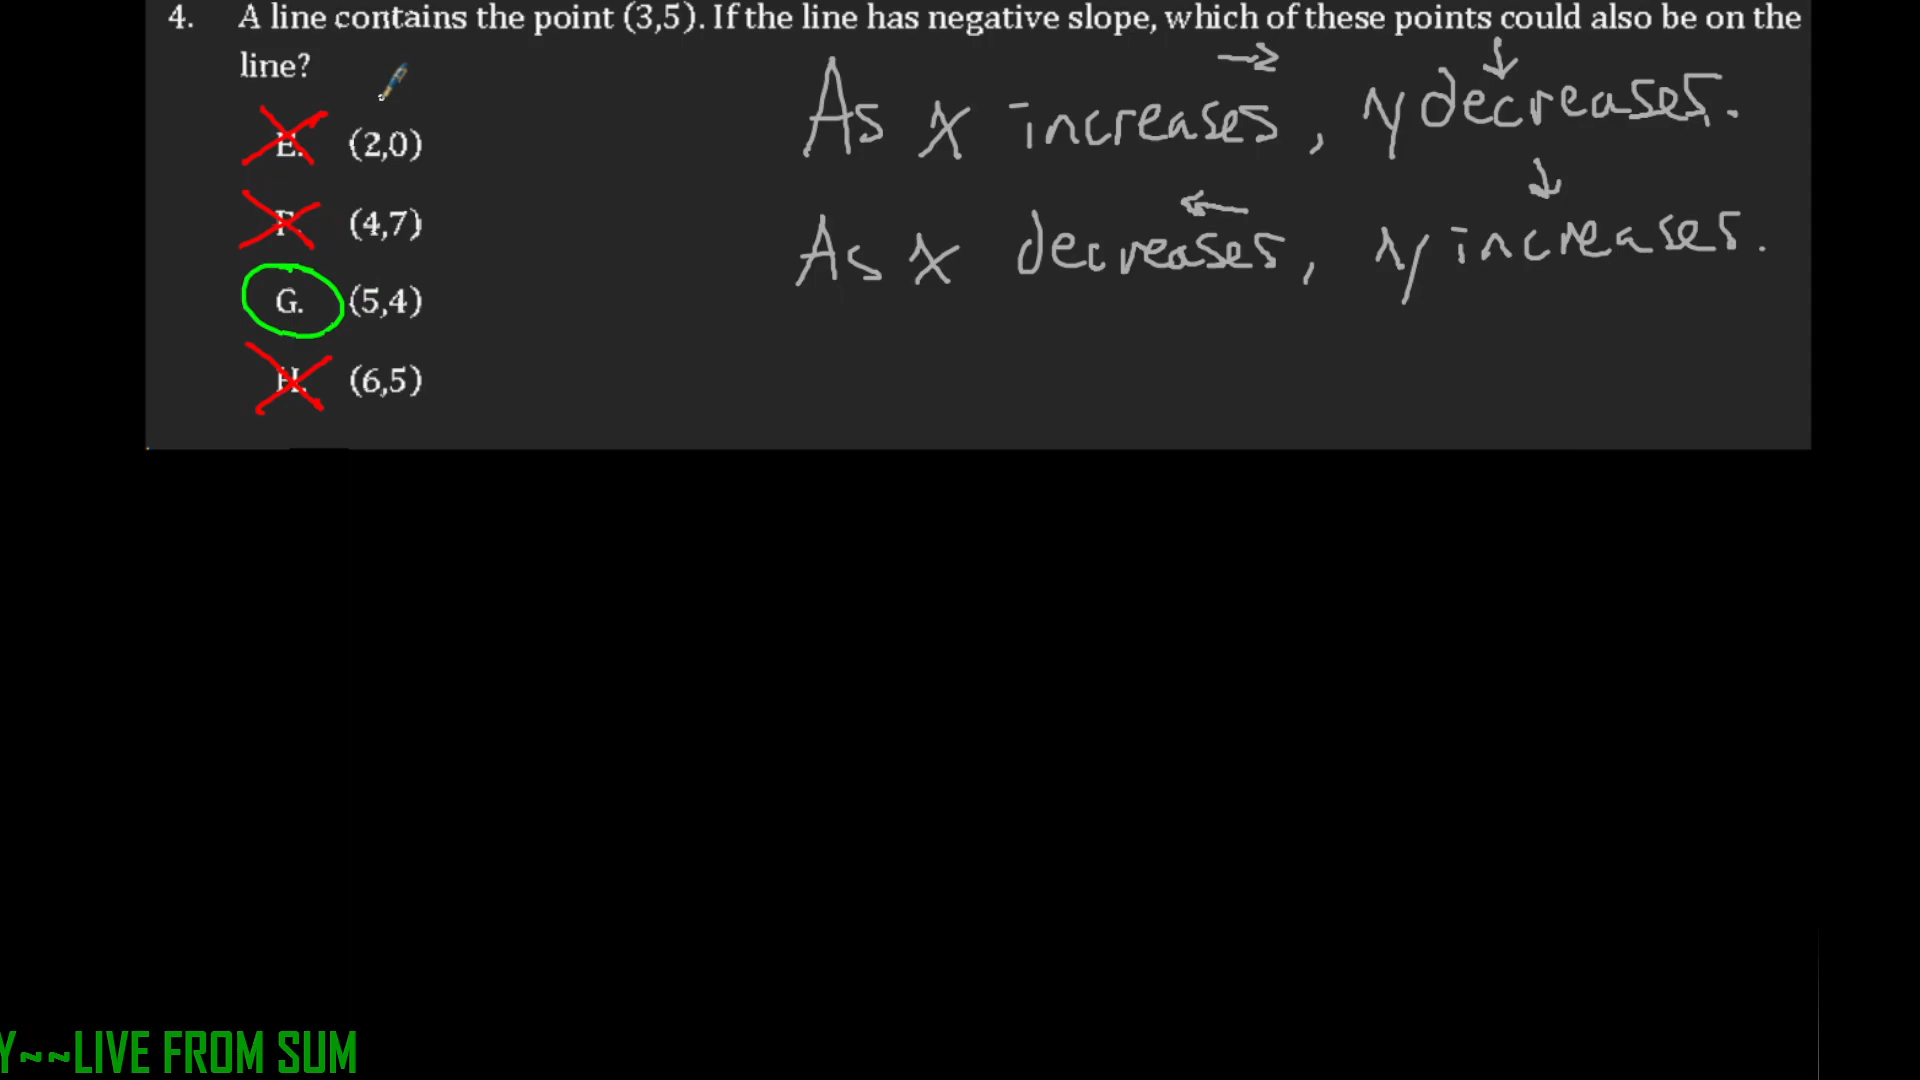 4. A line contains the point (3,5). If the line has negative slope, which of these points could also be on the
line?
E. (2,0)
F. (4,7)
G. (5,4)
H. (6,5)
As x increases, y decreases.
As x decreases, y increases.
Y~~LIVE FROM SUM